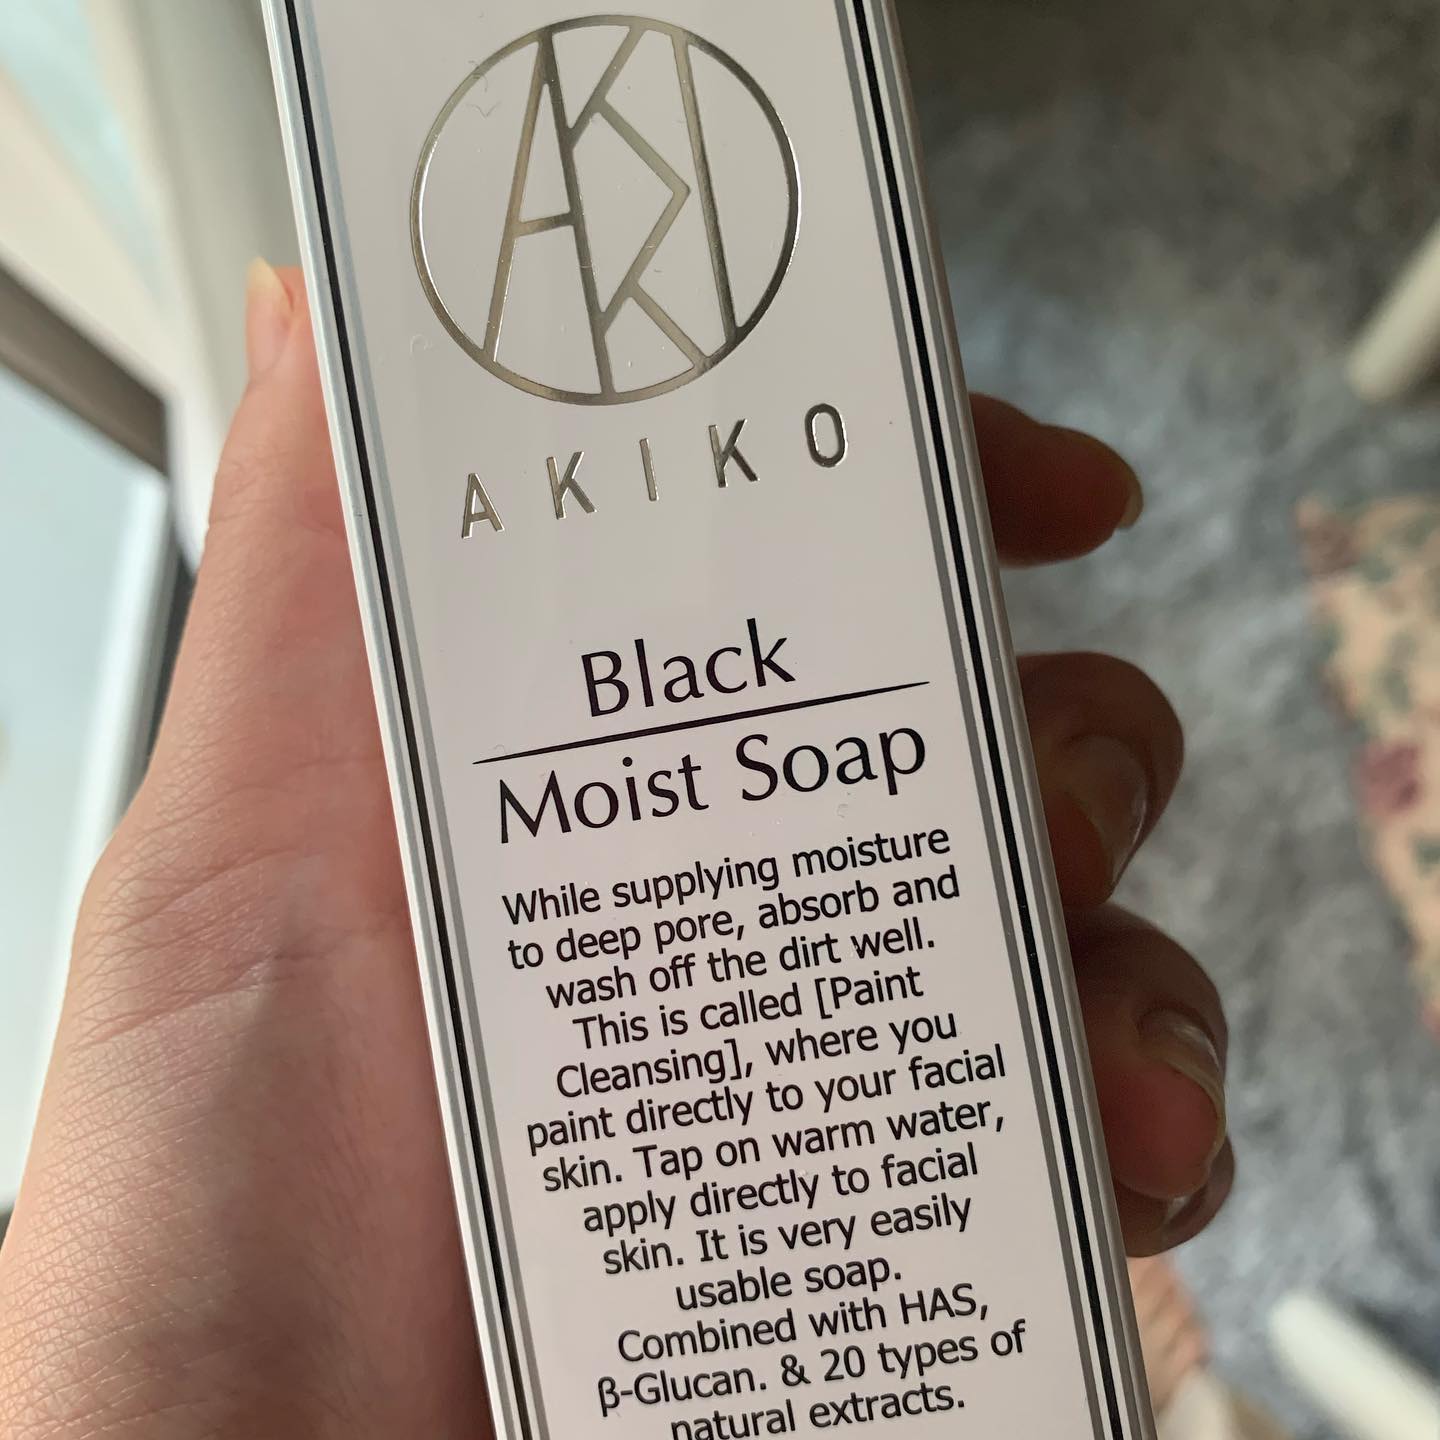 AKIKO
AKIKO
Black
Moist Soap
While supplying moisture
to deep pore, absorb and
wash off the dirt well.
This is called [Paint
Cleansing], where you
paint directly to your facial
skin. Tap on warm water,
apply directly to facial
skin. It is very easily
usable soap.
Combined with HAS,
β-Glucan. & 20 types of
natural extracts.